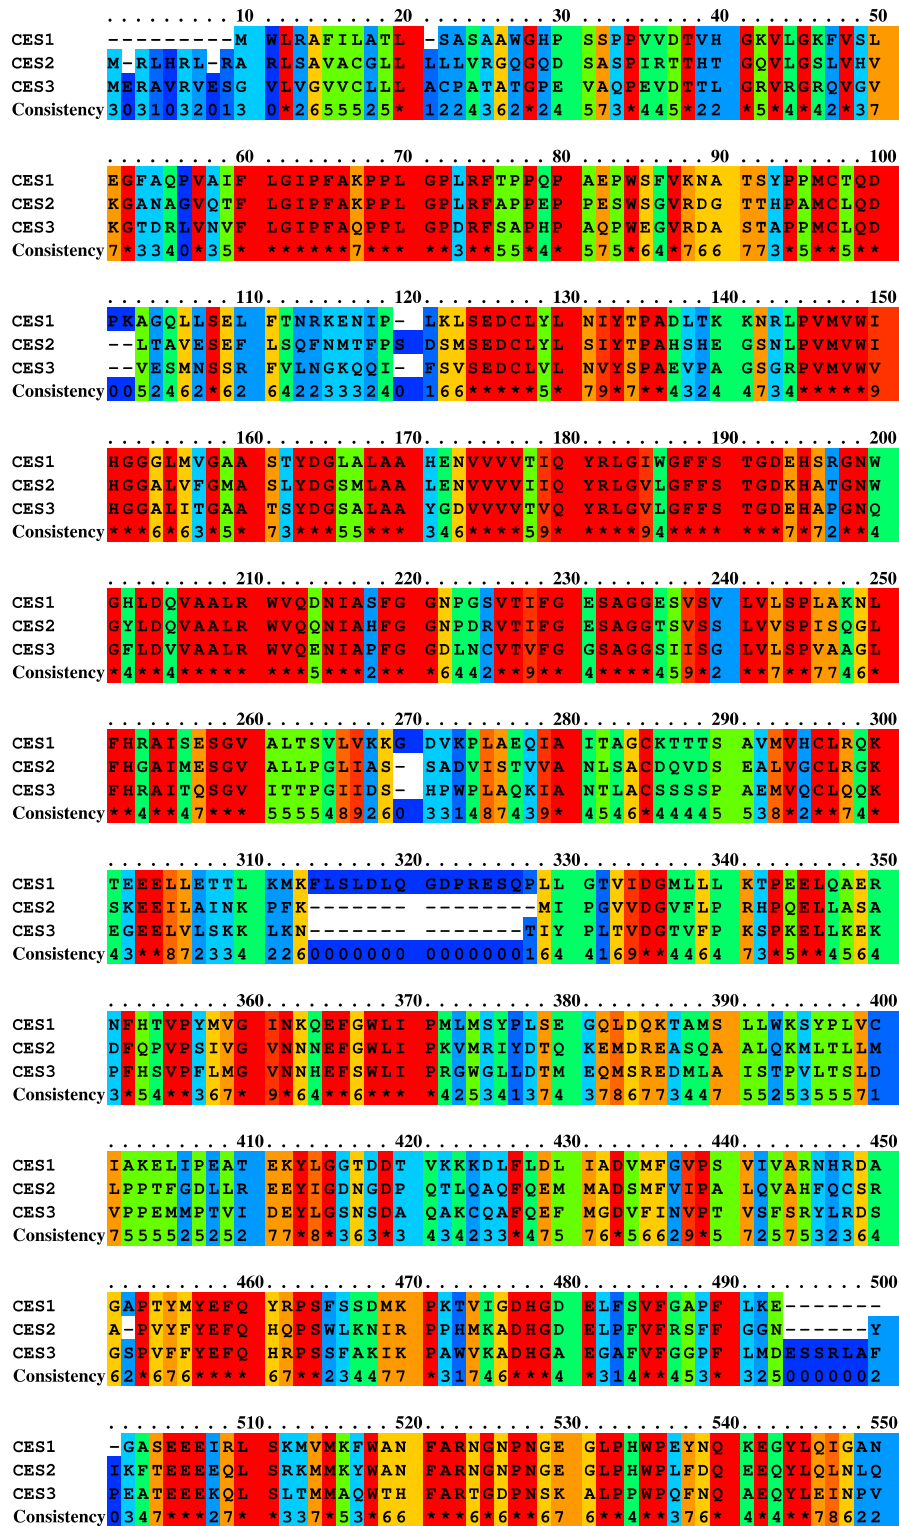 . . . . . . . . . 10 . . . . . . . . . 20 . . . . . . . . . 30 . . . . . . . . . 40 . . . . . . . . . 50
CES1 ---------M WLRAFILATL -SASAAWGHP SSPPVVDTVH GKVLGKFVSL
CES2 M-RLHRL-RA RLSAVACGLL LLLVRGQGQD SASPIRTTHT GQVLGSLVHV
CES3 MERAVRVESG VLVGVVCLLL ACPATATGPE VAQPEVDTTL GRVRGRQVGV
Consistency 3031032013 0*2655525* 1224362*24 573*445*22 *5*4*42*37
. . . . . . . . . 60 . . . . . . . . . 70 . . . . . . . . . 80 . . . . . . . . . 90 . . . . . . . . . 100
CES1 EGFAQPVAIF LGIPFAKPPL GPLRFTPPQP AEPWSFVKNA TSYPPMCTQD
CES2 KGANAGVQTF LGIPFAKPPL GPLRFAPPEP PESWSGVRDG TTHPAMCLQD
CES3 KGTDRLVNVF LGIPFAQPPL GPDRFSAPHP AQPWEGVRDA STAPPMCLQD
Consistency 7*3340*35* ******7*** **3**55*4* 575*64*766 773*5**5**
. . . . . . . . . 110 . . . . . . . . . 120 . . . . . . . . . 130 . . . . . . . . . 140 . . . . . . . . . 150
CES1 PKAGQLLSEL FTNRKENIP- LKLSEDCLYL NIYTPADLTK KNRLPVMVWI
CES2 --LTAVESEF LSQFNMTFPS DSMSEDCLYL SIYTPAHSHE GSNLPVMVWI
CES3 --VESMNSSR FVLNGKQQI- FSVSEDCLVL NVYSPAEVPA GSGRPVMVWV
Consistency 0052462*62 6422333240 166*****5* 79*7**4324 4734*****9
. . . . . . . . . 160 . . . . . . . . . 170 . . . . . . . . . 180 . . . . . . . . . 190 . . . . . . . . . 200
CES1 HGGGLMVGAA STYDGLALAA HENVVVVTIQ YRLGIWGFFS TGDEHSRGNW
CES2 HGGALVFGMA SLYDGSMLAA LENVVVVIIQ YRLGVLGFFS TGDKHATGNW
CES3 HGGALITGAA TSYDGSALAA YGDVVVVTVQ YRLGVLGFFS TGDEHAPGNQ
Consistency ***6*63*5* 73***55*** 346****59* ****94**** ***7*72**4
. . . . . . . . . 210 . . . . . . . . . 220 . . . . . . . . . 230 . . . . . . . . . 240 . . . . . . . . . 250
CES1 GHLDQVAALR WVQDNIASFG GNPGSVTIFG ESAGGESVSV LVLSPLAKNL
CES2 GYLDQVAALR WVQQNIAHFG GNPDRVTIFG ESAGGTSVSS LVVSPISQGL
CES3 GFLDVVAALR WVQENIAPFG GDLNCVTVFG GSAGGSIISG LVLSPVAAGL
Consistency *4**4***** ***5***2** *6442**9** 4****459*2 **7**7746*
. . . . . . . . . 260 . . . . . . . . . 270 . . . . . . . . . 280 . . . . . . . . . 290 . . . . . . . . . 300
CES1 FHRAISESGV ALTSVLVKKG DVKPLAEQIA ITAGCKTTTS AVMVHCLRQK
CES2 FHGAIMESGV ALLPGLIAS- SADVISTVVA NLSACDQVDS EALVGCLRGK
CES3 FHRAITQSGV ITTPGIIDS- HPWPLAQKIA NTLACSSSSP AEMVQCLQQK
Consistency **4**47*** 5555489260 331487439* 4546*44445 538*2**74*
. . . . . . . . . 310 . . . . . . . . . 320 . . . . . . . . . 330 . . . . . . . . . 340 . . . . . . . . . 350
CES1 TEEELLETTL KMKFLSLDLQ GDPRESQPLL GTVIDGMLLL KTPEELQAER
CES2 SKEEILAINK PFK------- --------MI PGVVDGVFLP RHPQELLASA
CES3 EGEELVLSKK LKN------- -------TIY PLTVDGTVFP KSPKELLKEK
Consistency 43**872334 2260000000 0000000164 4169**4464 73*5**4564
. . . . . . . . . 360 . . . . . . . . . 370 . . . . . . . . . 380 . . . . . . . . . 390 . . . . . . . . . 400
CES1 NFHTVPYMVG INKQEFGWLI PMLMSYPLSE GQLDQKTAMS LLWKSYPLVC
CES2 DFQPVPSIVG VNNNEFGWLI PKVMRIYDTQ KEMDREASQA ALQKMLTLLM
CES3 PFHSVPFLMG VNNHEFSWLI PRGWGLLDTM EQMSREDMLA ISTPVLTSLD
Consistency 3*54**367* 9*64**6*** *425341374 3786773447 5525355571
. . . . . . . . . 410 . . . . . . . . . 420 . . . . . . . . . 430 . . . . . . . . . 440 . . . . . . . . . 450
CES1 IAKELIPEAT EKYLGGTDDT VKKKDLFLDL IADVMFGVPS VIVARNHRDA
CES2 LPPTFGDLLR EEYIGDNGDP QTLQAQFQEM MADSMFVIPA LQVAHFQCSR
CES3 VPPEMMPTVI DEYLGSNSDA QAKCQAFQEF MGDVFINVPT VSFSRYLRDS
Consistency 7555525252 77*8*363*3 434233*475 76*56629*5 7257532364
. . . . . . . . . 460 . . . . . . . . . 470 . . . . . . . . . 480 . . . . . . . . . 490 . . . . . . . . . 500
CES1 GAPTYMYEFQ YRPSFSSDMK PKTVIGDHGD ELFSVFGAPF LKE-------
CES2 A-PVYFYEFQ HQPSWLKNIR PPHMKADHGD ELPFVFRSFF GGN------Y
CES3 GSPVFFYEFQ HRPSSFAKIK PAWVKADHGA EGAFVFGGPF LMDESSRLAF
Consistency 62*676**** 67**234477 *31746***4 *314**453* 3250000002
. . . . . . . . . 510 . . . . . . . . . 520 . . . . . . . . . 530 . . . . . . . . . 540 . . . . . . . . . 550
CES1 -GASEEEIRL SKMVMKFWAN FARNGNPNGE GLPHWPEYNQ KEGYLQIGAN
CES2 IKFTEEEEQL SRKMMKYWAN FARNGNPNGE GLPHWPLFDQ EEQYLQLNLQ
CES3 PEATEEEKQL SLTMMAQWTH FARTGDPNSK ALPPWPQFNQ AEQYLEINPV
Consistency 0347***27* *337*53*66 ***6*6**67 6**4**376* 4*4**78622